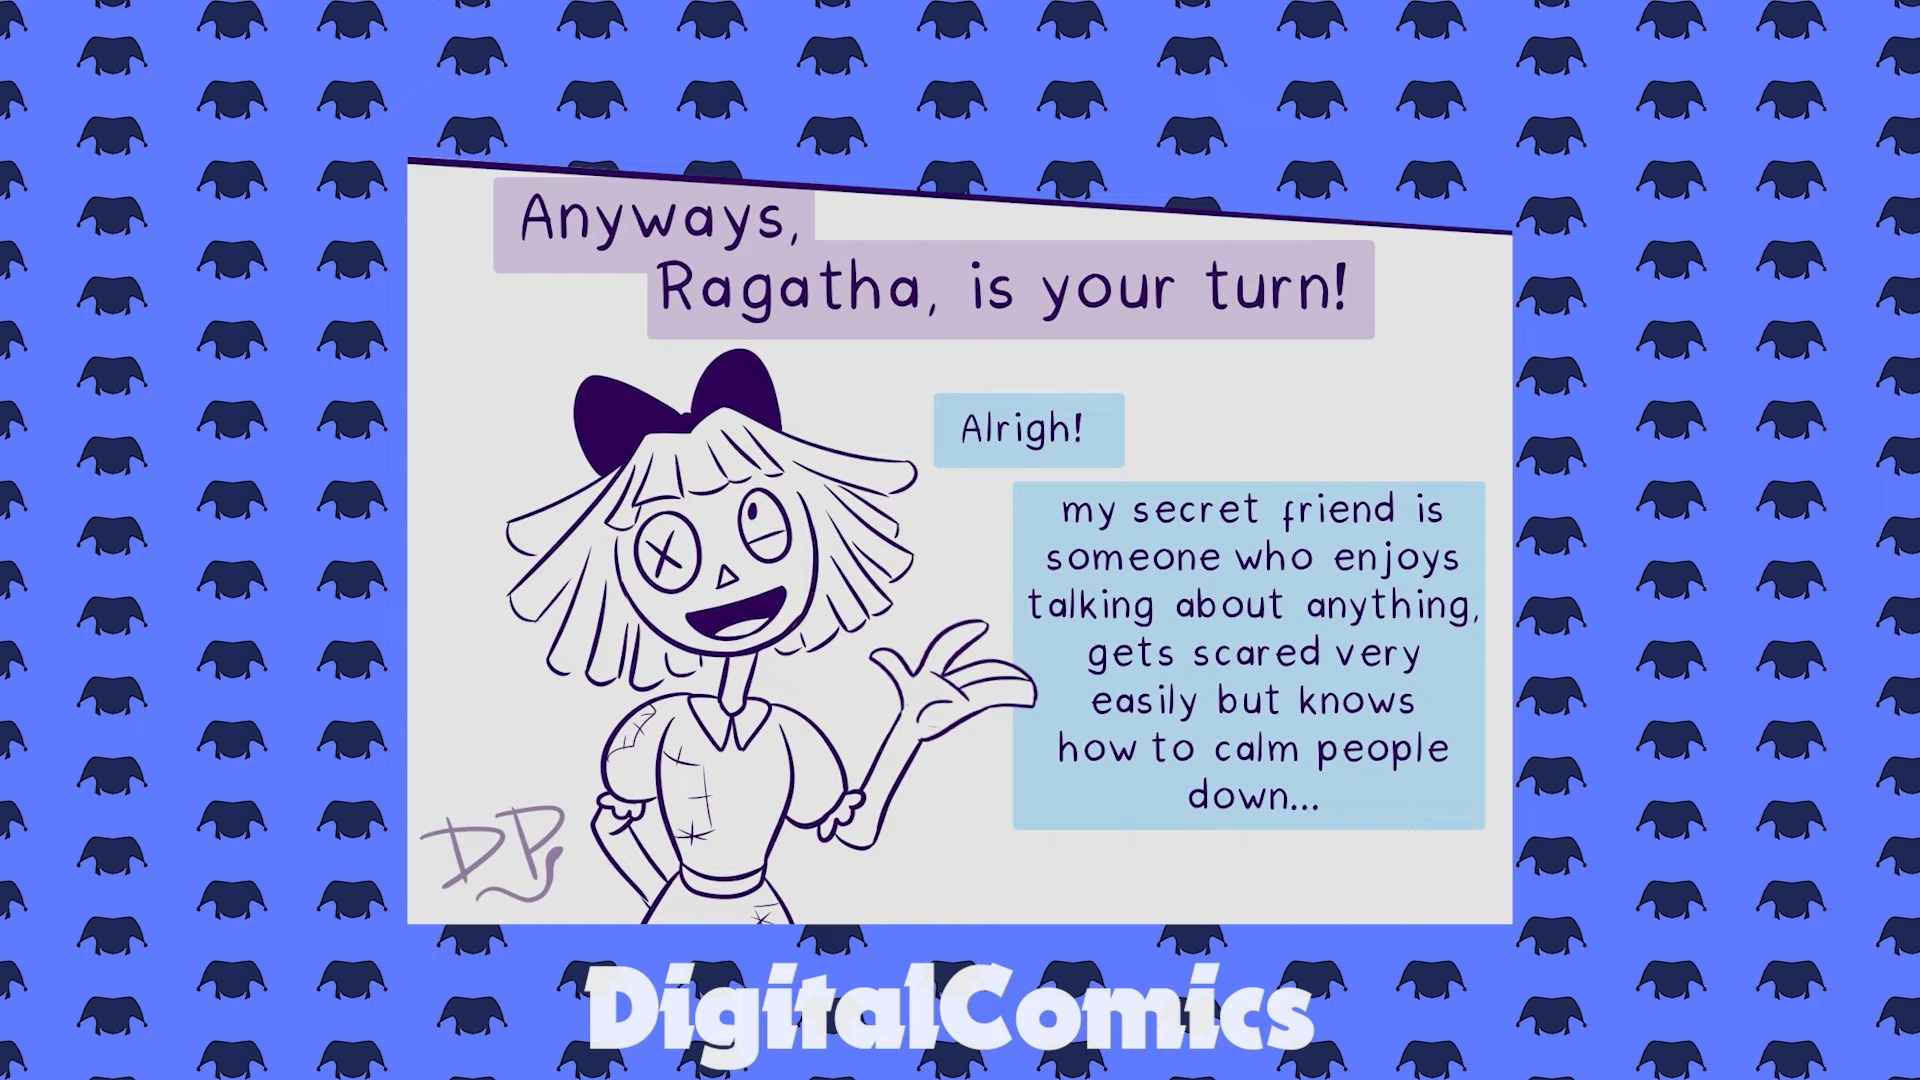 Anyways,
Ragatha, is your turn!
Alrigh!
my secret friend is
someone who enjoys
talking about anything,
gets scared very
easily but knows
how to calm people
down...
DPs
DigitalComics